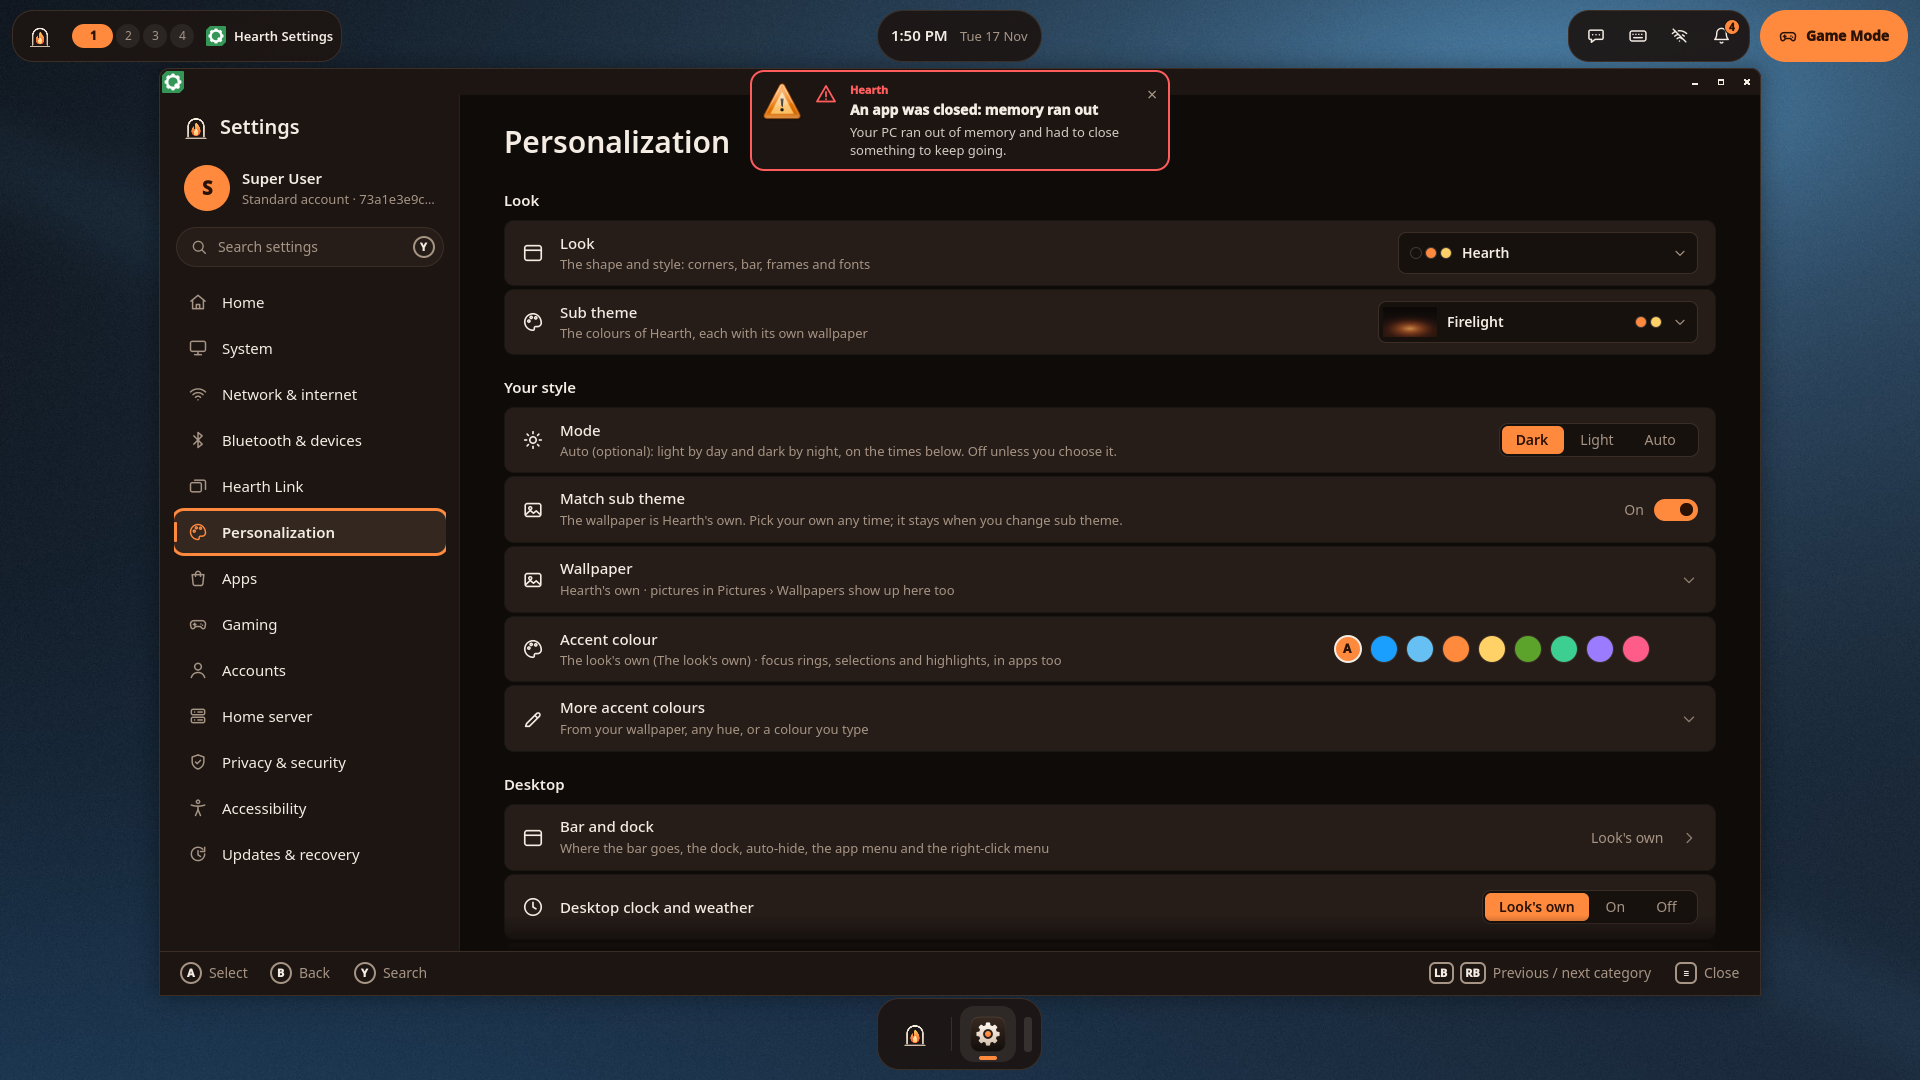 1 2 3 4 Hearth Settings
1:50 PM Tue 17 Nov
4
Game Mode
Hearth
An app was closed: memory ran out
Your PC ran out of memory and had to close
something to keep going.
Settings
S
Super User
Standard account · 73a1e3e9c...
Search settings Y
Home
System
Network & internet
Bluetooth & devices
Hearth Link
Personalization
Apps
Gaming
Accounts
Home server
Privacy & security
Accessibility
Updates & recovery
Personalization
Look
Look
The shape and style: corners, bar, frames and fonts
Hearth
Sub theme
The colours of Hearth, each with its own wallpaper
Firelight
Your style
Mode
Auto (optional): light by day and dark by night, on the times below. Off unless you choose it.
Dark Light Auto
Match sub theme
The wallpaper is Hearth's own. Pick your own any time; it stays when you change sub theme.
On
Wallpaper
Hearth's own · pictures in Pictures › Wallpapers show up here too
Accent colour
The look's own (The look's own) · focus rings, selections and highlights, in apps too
A
More accent colours
From your wallpaper, any hue, or a colour you type
Desktop
Bar and dock
Where the bar goes, the dock, auto-hide, the app menu and the right-click menu
Look's own
Desktop clock and weather
Look's own On Off
A Select B Back Y Search
LB RB Previous / next category Close